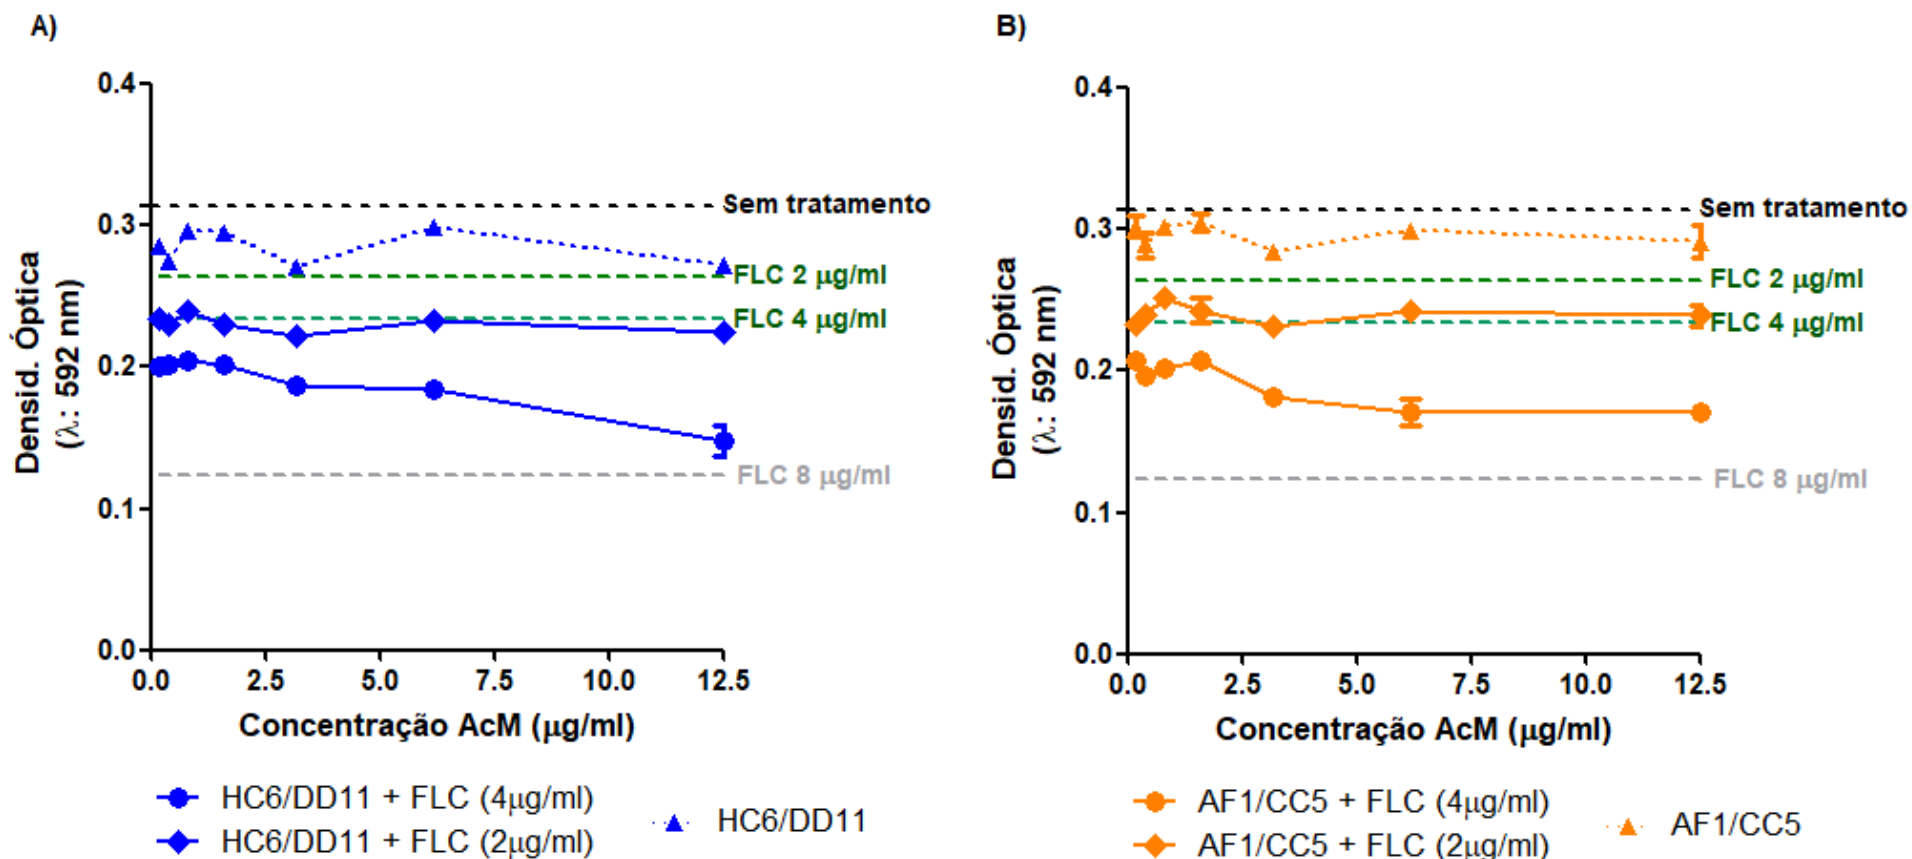 A)
0.4
0.3
0.2
0.1
0.0
Densid. Óptica
(λ: 592 nm)
Sem tratamento
FLC 2 µg/ml
FLC 4 µg/ml
FLC 8 µg/ml
0.0 2.5 5.0 7.5 10.0 12.5
Concentração AcM (µg/ml)
HC6/DD11 + FLC (4µg/ml)
HC6/DD11 + FLC (2µg/ml)
HC6/DD11
B)
0.4
0.3
0.2
0.1
0.0
Densid. Óptica
(λ: 592 nm)
Sem tratamento
FLC 2 µg/ml
FLC 4 µg/ml
FLC 8 µg/ml
0.0 2.5 5.0 7.5 10.0 12.5
Concentração AcM (µg/ml)
AF1/CC5 + FLC (4µg/ml)
AF1/CC5 + FLC (2µg/ml)
AF1/CC5